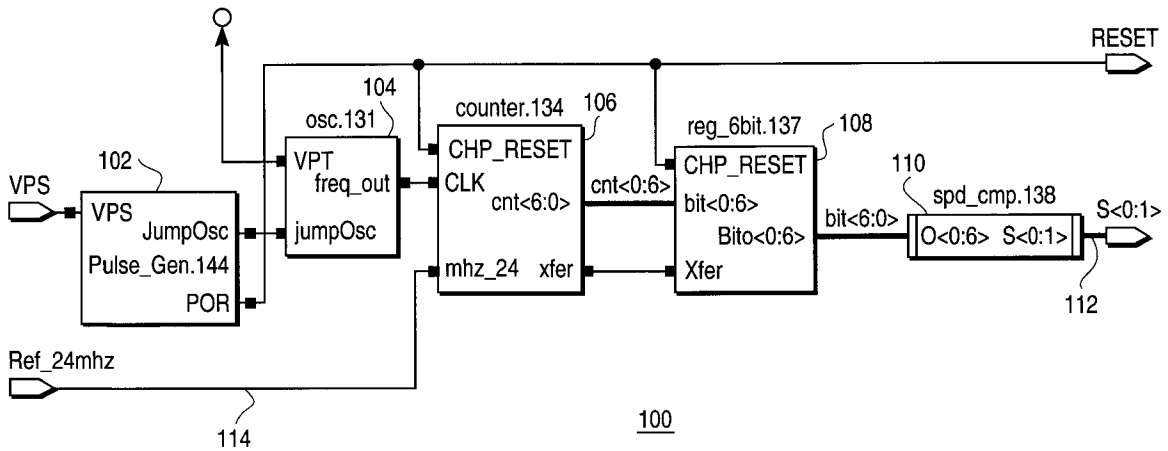 RESET
104
counter.134
106
osc.131
reg_6bit.137
108
102
VPT
CHP_RESET
CHP_RESET
110
spd_cmp.138
VPS
freq_out
CLK
cnt<0:6>
S<0:1>
VPS
cnt<6:0>
bit<0:6>
bit<6:0>
JumpOsc
jumpOsc
Bito<0:6>
O<0:6> S<0:1>
Pulse_Gen.144
mhz_24
xfer
Xfer
POR
112
Ref_24mhz
114
100